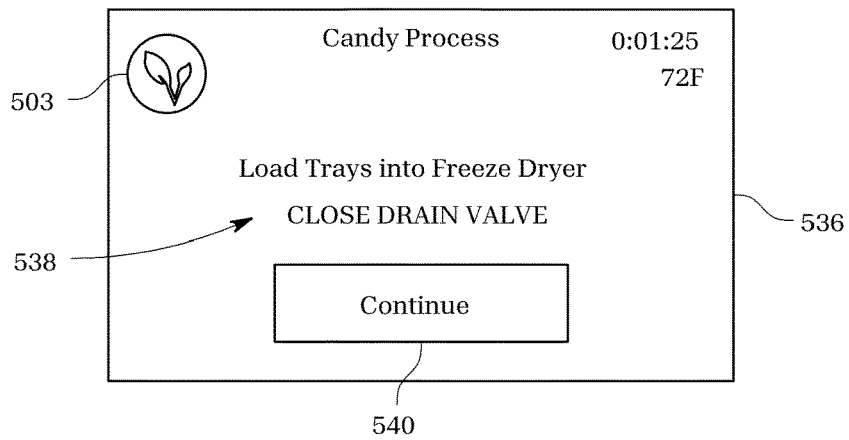 Candy Process
0:01:25
72F
503
Load Trays into Freeze Dryer
CLOSE DRAIN VALVE
536
538
Continue
540